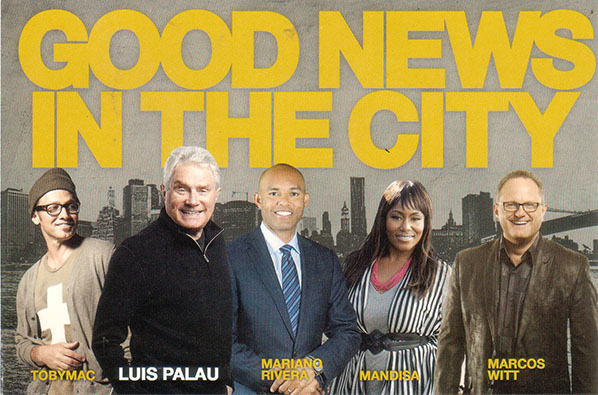 GOOD NEWS
IN THE CITY
TOBYMAC
LUIS PALAU
MARIANO
RIVERA
MANDISA
MARCOS
WITT